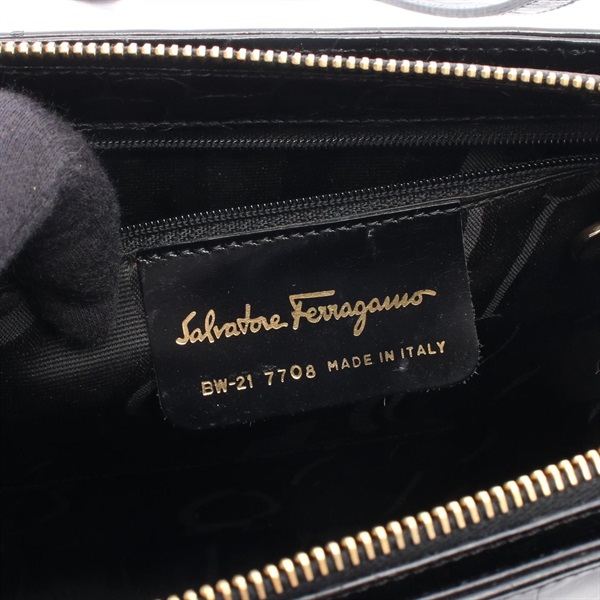 Salvatore Ferragamo
BW-21 7708 MADE IN ITALY